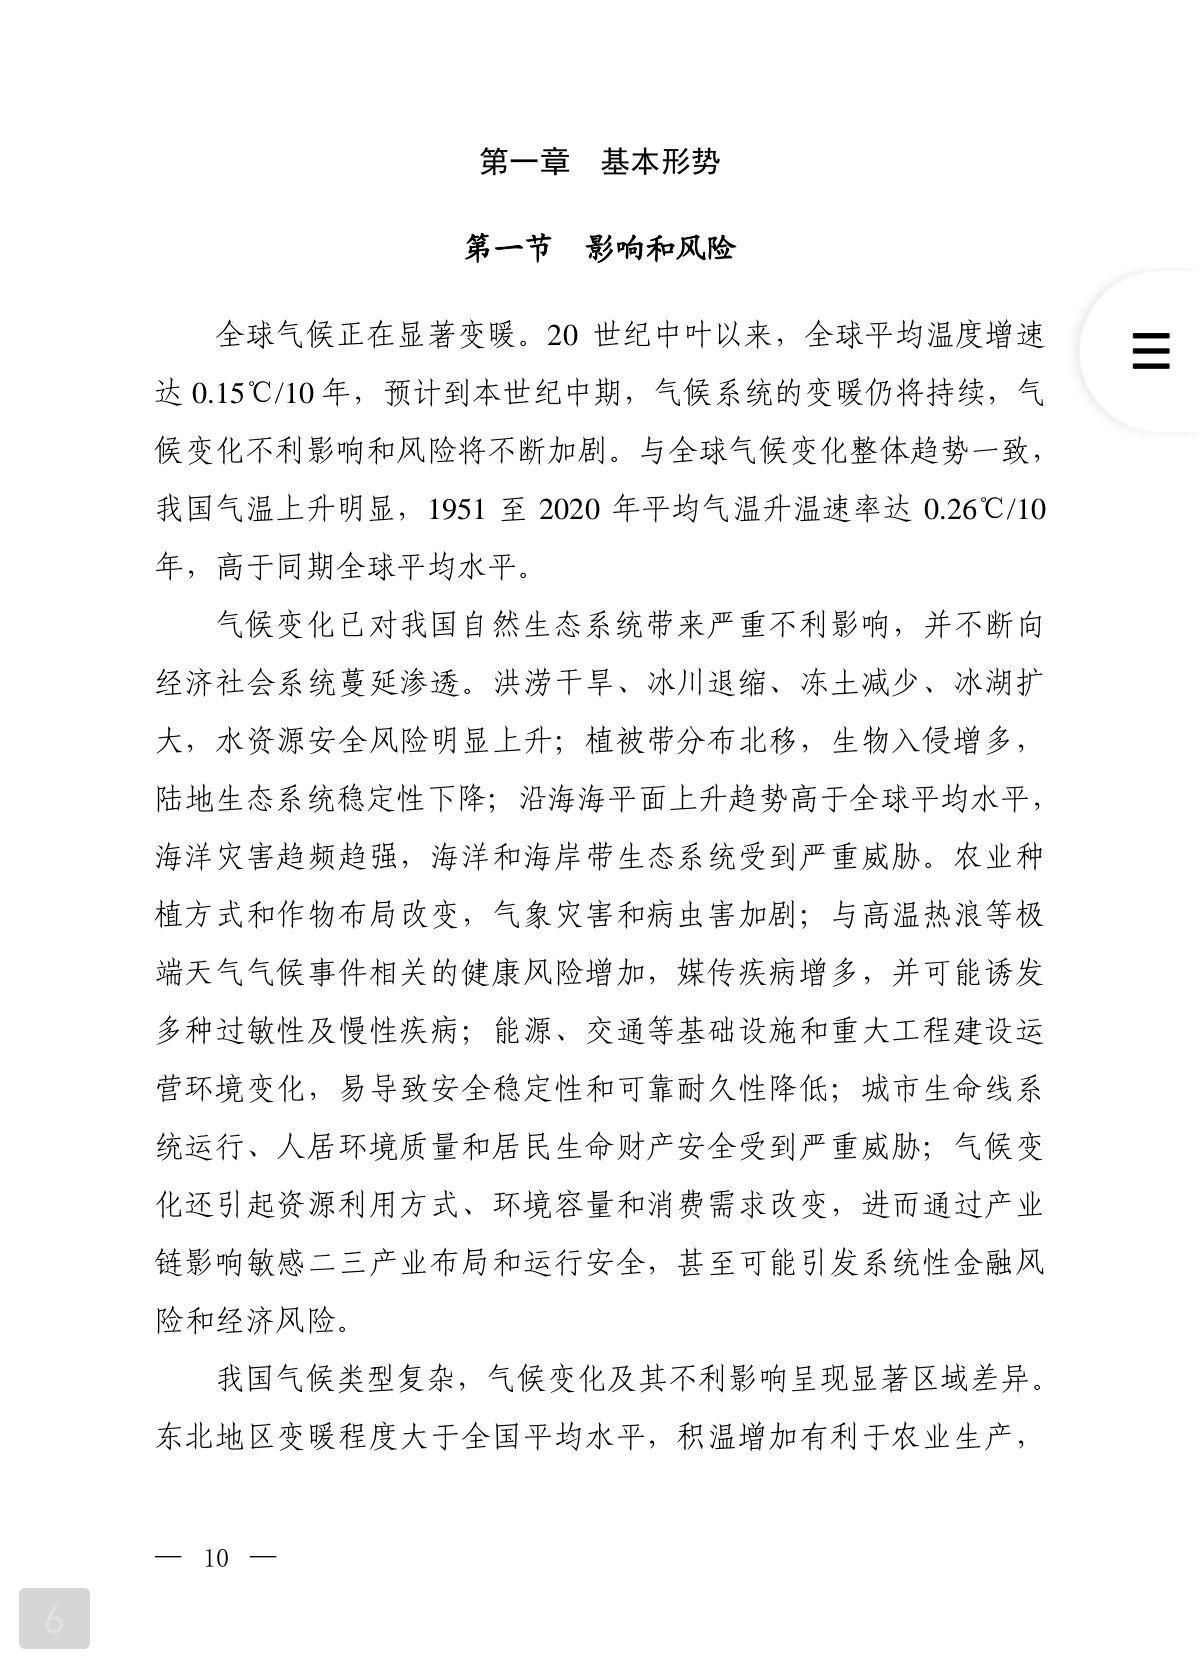 第一章 基本形势
第一节 影响和风险
全球气候正在显著变暖。20 世纪中叶以来，全球平均温度增速
达 0.15℃/10 年，预计到本世纪中期，气候系统的变暖仍将持续，气
候变化不利影响和风险将不断加剧。与全球气候变化整体趋势一致，
我国气温上升明显，1951 至 2020 年平均气温升温速率达 0.26℃/10
年，高于同期全球平均水平。
气候变化已对我国自然生态系统带来严重不利影响，并不断向
经济社会系统蔓延渗透。洪涝干旱、冰川退缩、冻土减少、冰湖扩
大，水资源安全风险明显上升；植被带分布北移，生物入侵增多，
陆地生态系统稳定性下降；沿海海平面上升趋势高于全球平均水平，
海洋灾害趋频趋强，海洋和海岸带生态系统受到严重威胁。农业种
植方式和作物布局改变，气象灾害和病虫害加剧；与高温热浪等极
端天气气候事件相关的健康风险增加，媒传疾病增多，并可能诱发
多种过敏性及慢性疾病；能源、交通等基础设施和重大工程建设运
营环境变化，易导致安全稳定性和可靠耐久性降低；城市生命线系
统运行、人居环境质量和居民生命财产安全受到严重威胁；气候变
化还引起资源利用方式、环境容量和消费需求改变，进而通过产业
链影响敏感二三产业布局和运行安全，甚至可能引发系统性金融风
险和经济风险。
我国气候类型复杂，气候变化及其不利影响呈现显著区域差异。
东北地区变暖程度大于全国平均水平，积温增加有利于农业生产，
— 10 —
6